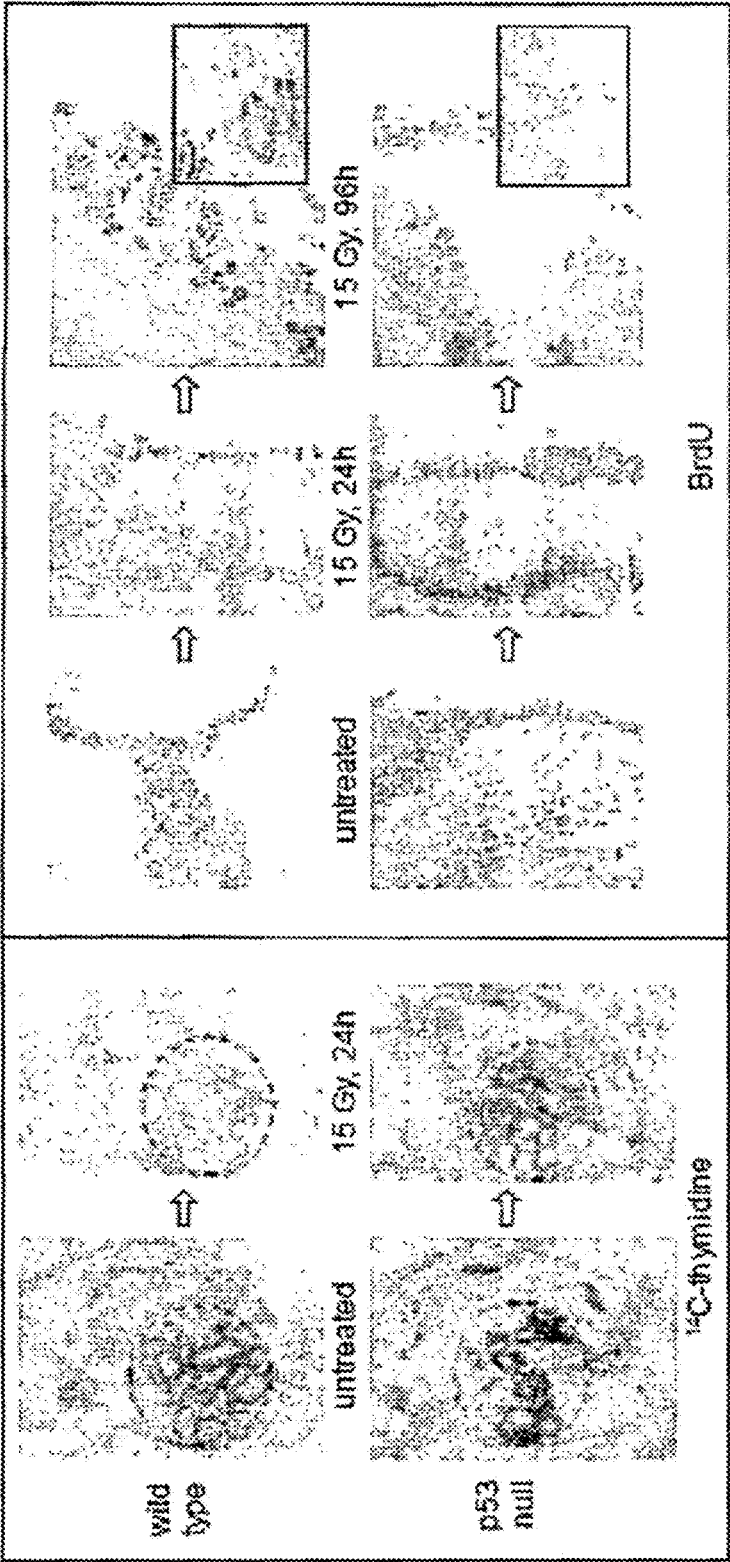 wild
type
untreated
15 Gy, 24h
untreated
15 Gy, 24h
15 Gy, 96h
p53
null
¹⁴C-thymidine
BrdU